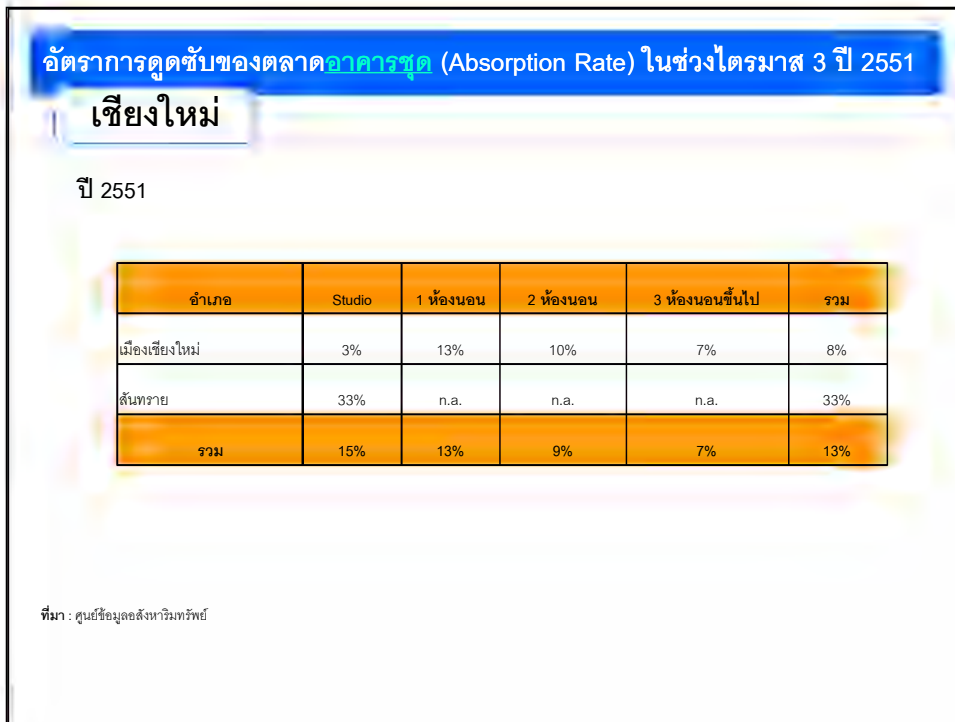 อัตราการดูดซับของตลาดอาคารชุด (Absorption Rate) ในช่วงไตรมาส 3 ปี 2551
เชียงใหม่
ปี 2551
อำเภอ Studio 1 ห้องนอน 2 ห้องนอน 3 ห้องนอนขึ้นไป รวม
เมืองเชียงใหม่ 3% 13% 10% 7% 8%
สันทราย 33% n.a. n.a. n.a. 33%
รวม 15% 13% 9% 7% 13%
ที่มา : ศูนย์ข้อมูลอสังหาริมทรัพย์